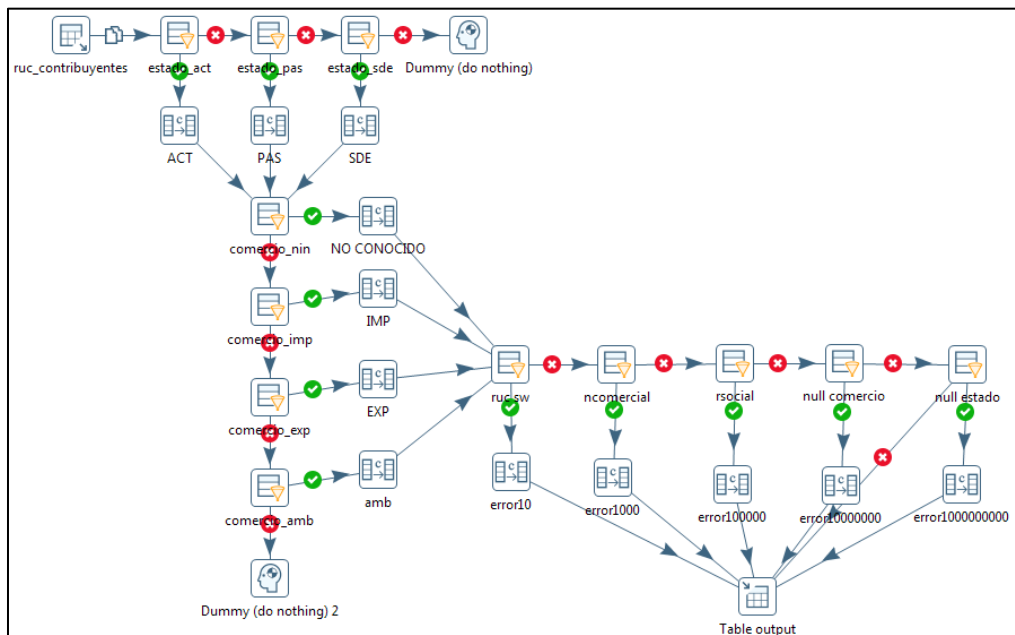 ruc_contribuyentes
estado_act
estado_pas
estado_sde
Dummy (do nothing)
ACT
PAS
SDE
comercio_nin
NO CONOCIDO
comercio_imp
IMP
comercio_exp
EXP
ruc sw
ncomercial
rsocial
null comercio
null estado
comercio_amb
amb
error10
error1000
error100000
error10000000
error1000000000
Dummy (do nothing) 2
Table output